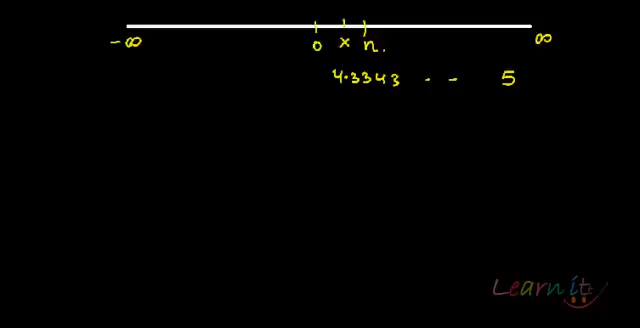 -∞ 0 x n. ∞
4.3343 - - 5
Learnit